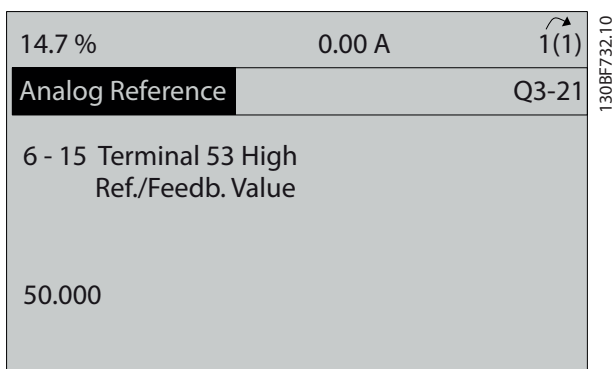 14.7 % 0.00 A 1(1)
Analog Reference Q3-21
6 - 15 Terminal 53 High
Ref./Feedb. Value
50.000
130BF732.10